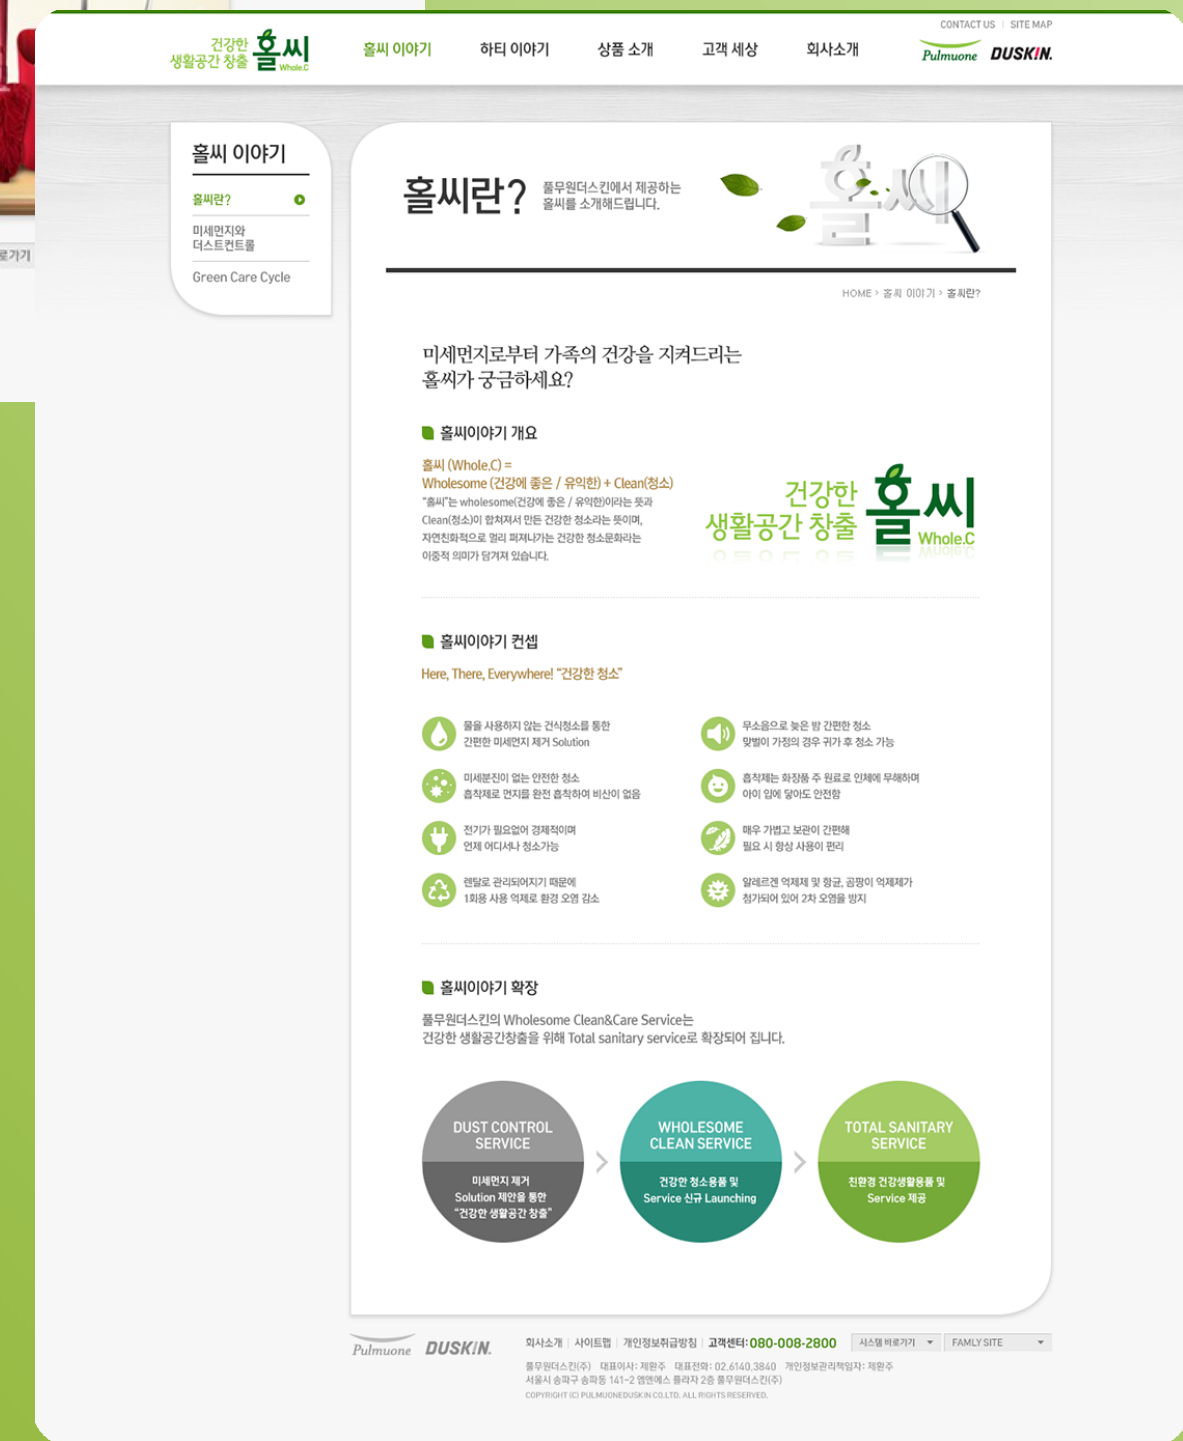 CONTACT US | SITE MAP
건강한
생활공간 창출
홀씨
Whole.C
홀씨 이야기
하티 이야기
상품 소개
고객 세상
회사소개
Pulmuone
DUSKIN.
로가기
홀씨 이야기
홀씨란?
미세먼지와
더스트컨트롤
Green Care Cycle
홀씨란?
풀무원더스킨에서 제공하는
홀씨를 소개해드립니다.
홀씨
HOME > 홀씨 이야기 > 홀씨란?
미세먼지로부터 가족의 건강을 지켜드리는
홀씨가 궁금하세요?
홀씨이야기 개요
홀씨 (Whole.C) =
Wholesome (건강에 좋은 / 유익한) + Clean(청소)
"홀씨"는 wholesome(건강에 좋은 / 유익한)이라는 뜻과
Clean(청소)이 합쳐져서 만든 건강한 청소라는 뜻이며,
자연친화적으로 멀리 퍼져나가는 건강한 청소문화라는
이중적 의미가 담겨져 있습니다.
건강한
생활공간 창출
홀씨
Whole.C
홀씨이야기 컨셉
Here, There, Everywhere! "건강한 청소"
물을 사용하지 않는 건식청소를 통한
간편한 미세먼지 제거 Solution
무소음으로 늦은 밤 간편한 청소
맞벌이 가정의 경우 귀가 후 청소 가능
미세분진이 없는 안전한 청소
흡착제로 먼지를 완전 흡착하여 비산이 없음
흡착제는 화장품 주 원료로 인체에 무해하며
아이 입에 닿아도 안전함
전기가 필요없어 경제적이며
언제 어디서나 청소가능
매우 가볍고 보관이 간편해
필요 시 항상 사용이 편리
렌탈로 관리되어지기 때문에
1회용 사용 억제로 환경 오염 감소
알레르겐 억제제 및 항균, 곰팡이 억제제가
첨가되어 있어 2차 오염을 방지
홀씨이야기 확장
풀무원더스킨의 Wholesome Clean&Care Service는
건강한 생활공간창출을 위해 Total sanitary service로 확장되어 집니다.
DUST CONTROL
SERVICE
미세먼지 제거
Solution 제안을 통한
"건강한 생활공간 창출"
WHOLESOME
CLEAN SERVICE
건강한 청소용품 및
Service 신규 Launching
TOTAL SANITARY
SERVICE
친환경 건강생활용품 및
Service 제공
Pulmuone
DUSKIN.
회사소개 | 사이트맵 | 개인정보취급방침 | 고객센터: 080-008-2800
시스템 바로가기
FAMLY SITE
풀무원더스킨(주) 대표이사: 제환주 대표전화: 02.6140.3840 개인정보관리책임자: 제환주
서울시 송파구 송파동 141-2 엠앤에스 플라자 2층 풀무원더스킨(주)
COPYRIGHT (C) PULMUONEDUSKIN CO.LTD. ALL RIGHTS RESERVED.